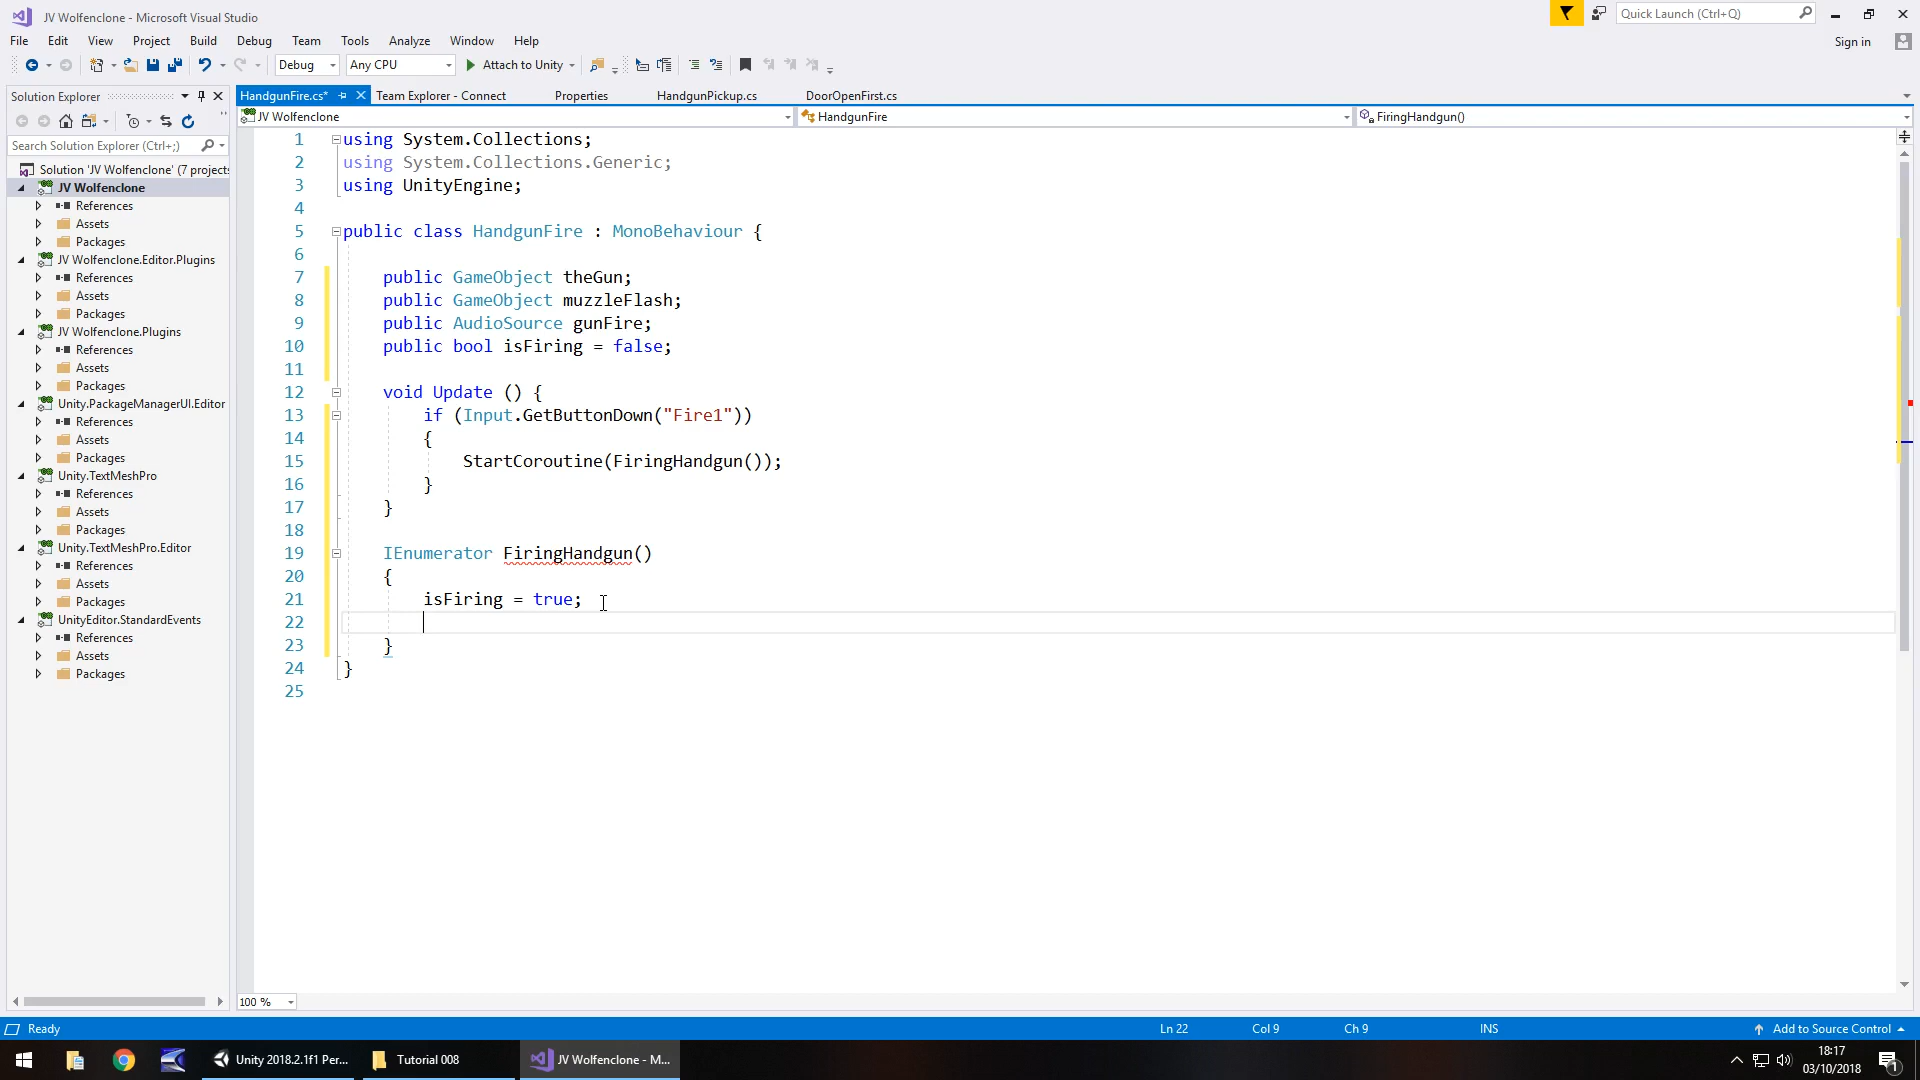 JV Wolfenclone - Microsoft Visual Studio
Quick Launch (Ctrl+Q)
File Edit View Project Build Debug Team Tools Analyze Window Help
Sign in
Debug Any CPU Attach to Unity
Solution Explorer
HandgunFire.cs* Team Explorer - Connect Properties HandgunPickup.cs DoorOpenFirst.cs
JV Wolfenclone HandgunFire FiringHandgun()
Search Solution Explorer (Ctrl+;)
Solution 'JV Wolfenclone' (7 projects
JV Wolfenclone
References
Assets
Packages
JV Wolfenclone.Editor.Plugins
References
Assets
Packages
JV Wolfenclone.Plugins
References
Assets
Packages
Unity.PackageManagerUI.Editor
References
Assets
Packages
Unity.TextMeshPro
References
Assets
Packages
Unity.TextMeshPro.Editor
References
Assets
Packages
UnityEditor.StandardEvents
References
Assets
Packages
1 using System.Collections;
2 using System.Collections.Generic;
3 using UnityEngine;
4
5 public class HandgunFire : MonoBehaviour {
6
7 public GameObject theGun;
8 public GameObject muzzleFlash;
9 public AudioSource gunFire;
10 public bool isFiring = false;
11
12 void Update () {
13 if (Input.GetButtonDown("Fire1"))
14 {
15 StartCoroutine(FiringHandgun());
16 }
17 }
18
19 IEnumerator FiringHandgun()
20 {
21 isFiring = true;
22
23 }
24 }
25
100 %
Ready Ln 22 Col 9 Ch 9 INS Add to Source Control
Unity 2018.2.1f1 Per... Tutorial 008 JV Wolfenclone - M...
18:17
03/10/2018
1